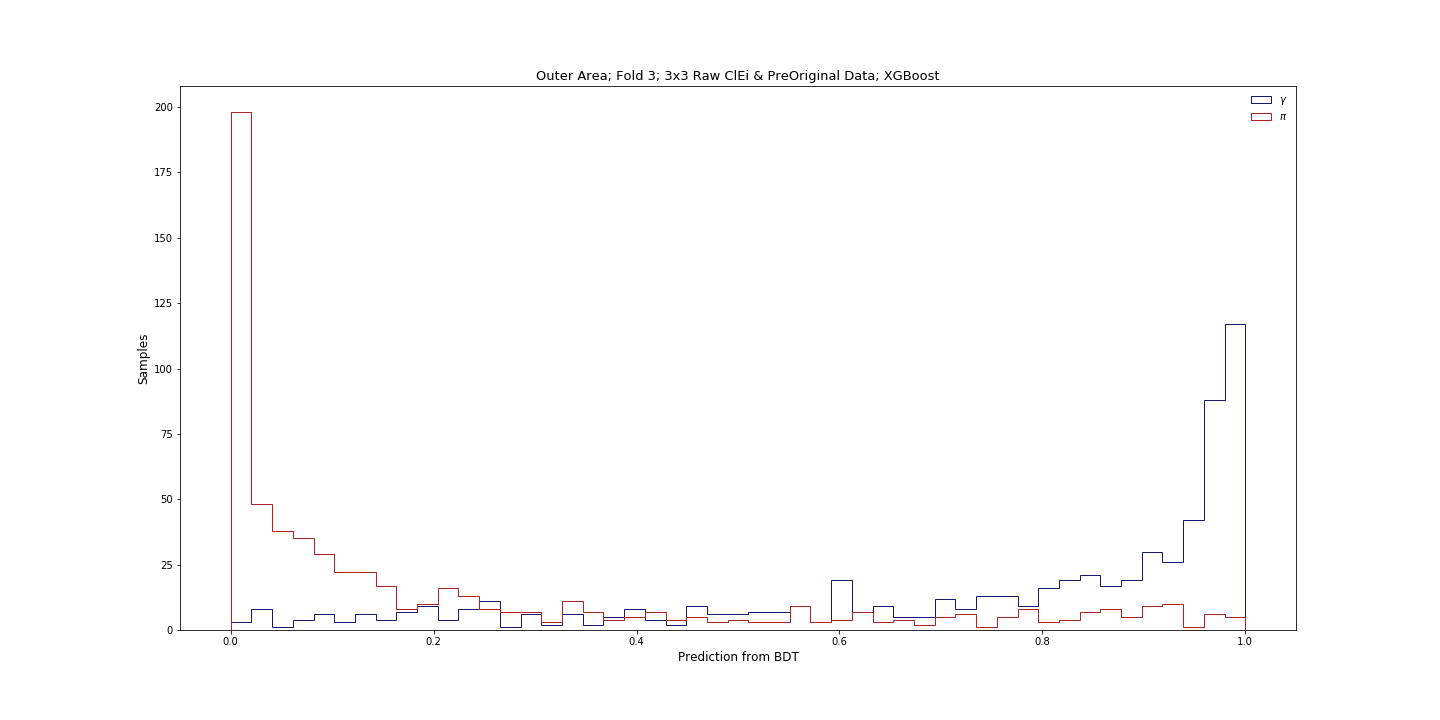 Outer Area; Fold 3; 3x3 Raw ClEi & PreOriginal Data; XGBoost
γ
π
200
175
150
125
100
75
50
25
0
Samples
0.0 0.2 0.4 0.6 0.8 1.0
Prediction from BDT